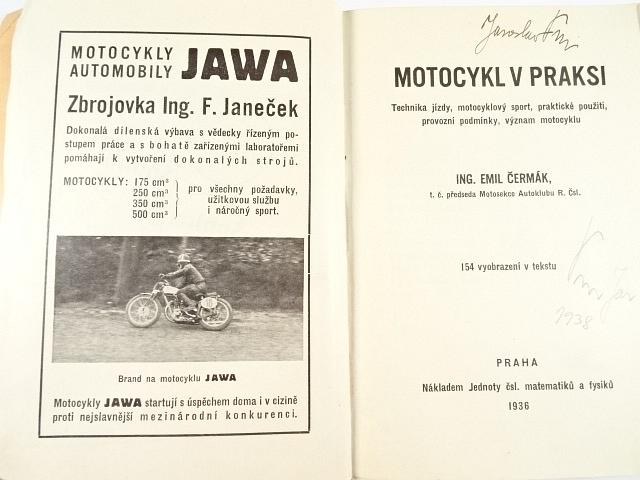 MOTOCYKLY
AUTOMOBILY JAWA
Zbrojovka Ing. F. Janeček
Dokonalá dílenská výbava s vědecky řízeným po-
stupem práce a s bohatě zařízenými laboratořemi
pomáhají k vytvoření dokonalých strojů.
MOTOCYKLY: 175 cm³
250 cm³
350 cm³
500 cm³
pro všechny požadavky,
užitkovou službu
i náročný sport.
Brand na motocyklu JAWA
Motocykly JAWA startují s úspěchem doma i v cizině
proti nejslavnější mezinárodní konkurenci.
Jaroslav
MOTOCYKL V PRAKSI
Technika jízdy, motocyklový sport, praktické použití,
provozní podmínky, význam motocyklu
ING. EMIL ČERMÁK,
t. č. předseda Motosekce Autoklubu R. Čsl.
154 vyobrazení v tekstu
1938
PRAHA
Nákladem Jednoty čsl. matematiků a fysiků
1936